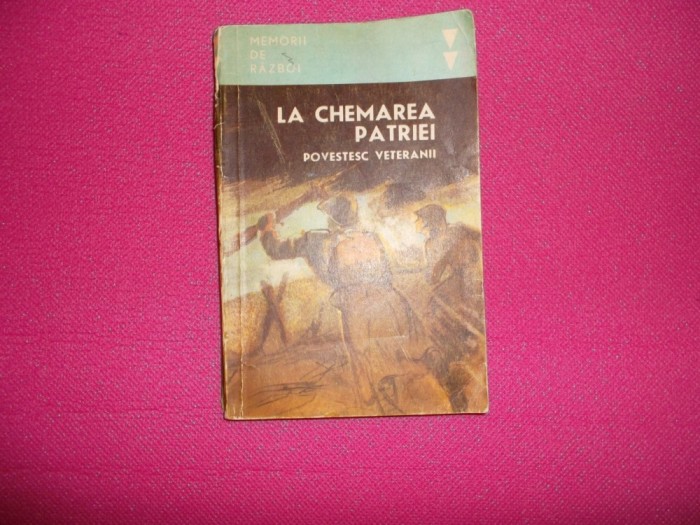 MEMORII
DE
RĂZBOI
LA CHEMAREA
PATRIEI
POVESTESC VETERANII